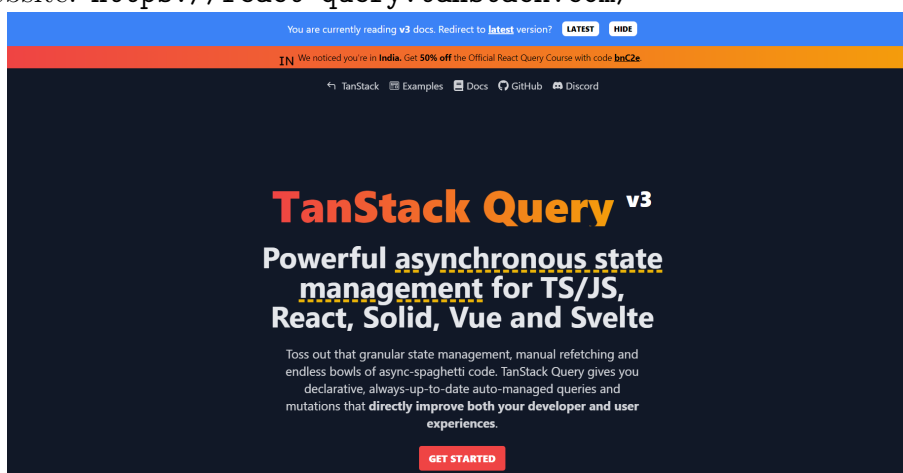 You are currently reading v3 docs. Redirect to latest version? LATEST HIDE
IN We noticed you're in India. Get 50% off the Official React Query Course with code bnC2e.
TanStack Examples Docs GitHub Discord
TanStack Query v3
Powerful asynchronous state
management for TS/JS,
React, Solid, Vue and Svelte
Toss out that granular state management, manual refetching and
endless bowls of async-spaghetti code. TanStack Query gives you
declarative, always-up-to-date auto-managed queries and
mutations that directly improve both your developer and user
experiences.
GET STARTED